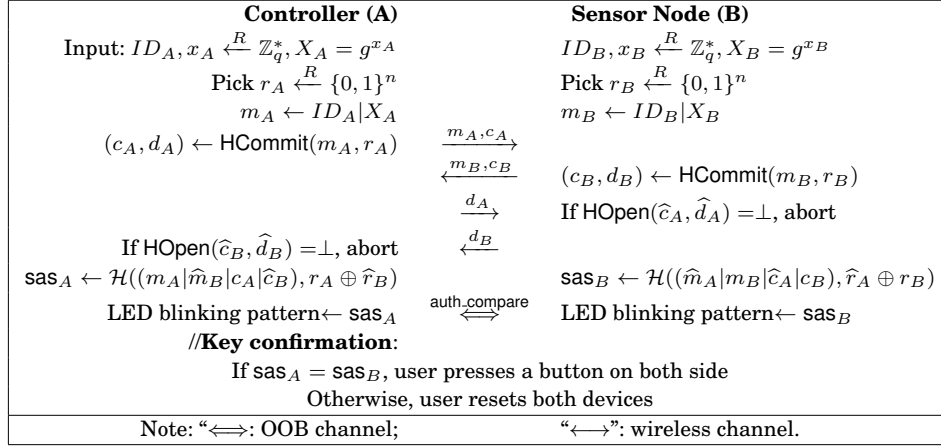 Controller (A) Sensor Node (B)
Input: ID_A, x_A ←^R ℤ_q^*, X_A = g^{x_A} ID_B, x_B ←^R ℤ_q^*, X_B = g^{x_B}
Pick r_A ←^R {0, 1}^n Pick r_B ←^R {0, 1}^n
m_A ← ID_A|X_A m_B ← ID_B|X_B
(c_A, d_A) ← HCommit(m_A, r_A) —m_A,c_A→
←m_B,c_B— (c_B, d_B) ← HCommit(m_B, r_B)
—d_A→ If HOpen(ĉ_A, d̂_A) =⊥, abort
If HOpen(ĉ_B, d̂_B) =⊥, abort ←d_B—
sas_A ← ℋ((m_A|m̂_B|c_A|ĉ_B), r_A ⊕ r̂_B) sas_B ← ℋ((m̂_A|m_B|ĉ_A|c_B), r̂_A ⊕ r_B)
LED blinking pattern← sas_A ⟺^{auth_compare} LED blinking pattern← sas_B
//Key confirmation:
If sas_A = sas_B, user presses a button on both side
Otherwise, user resets both devices
Note: “⟺: OOB channel; “⟷”: wireless channel.